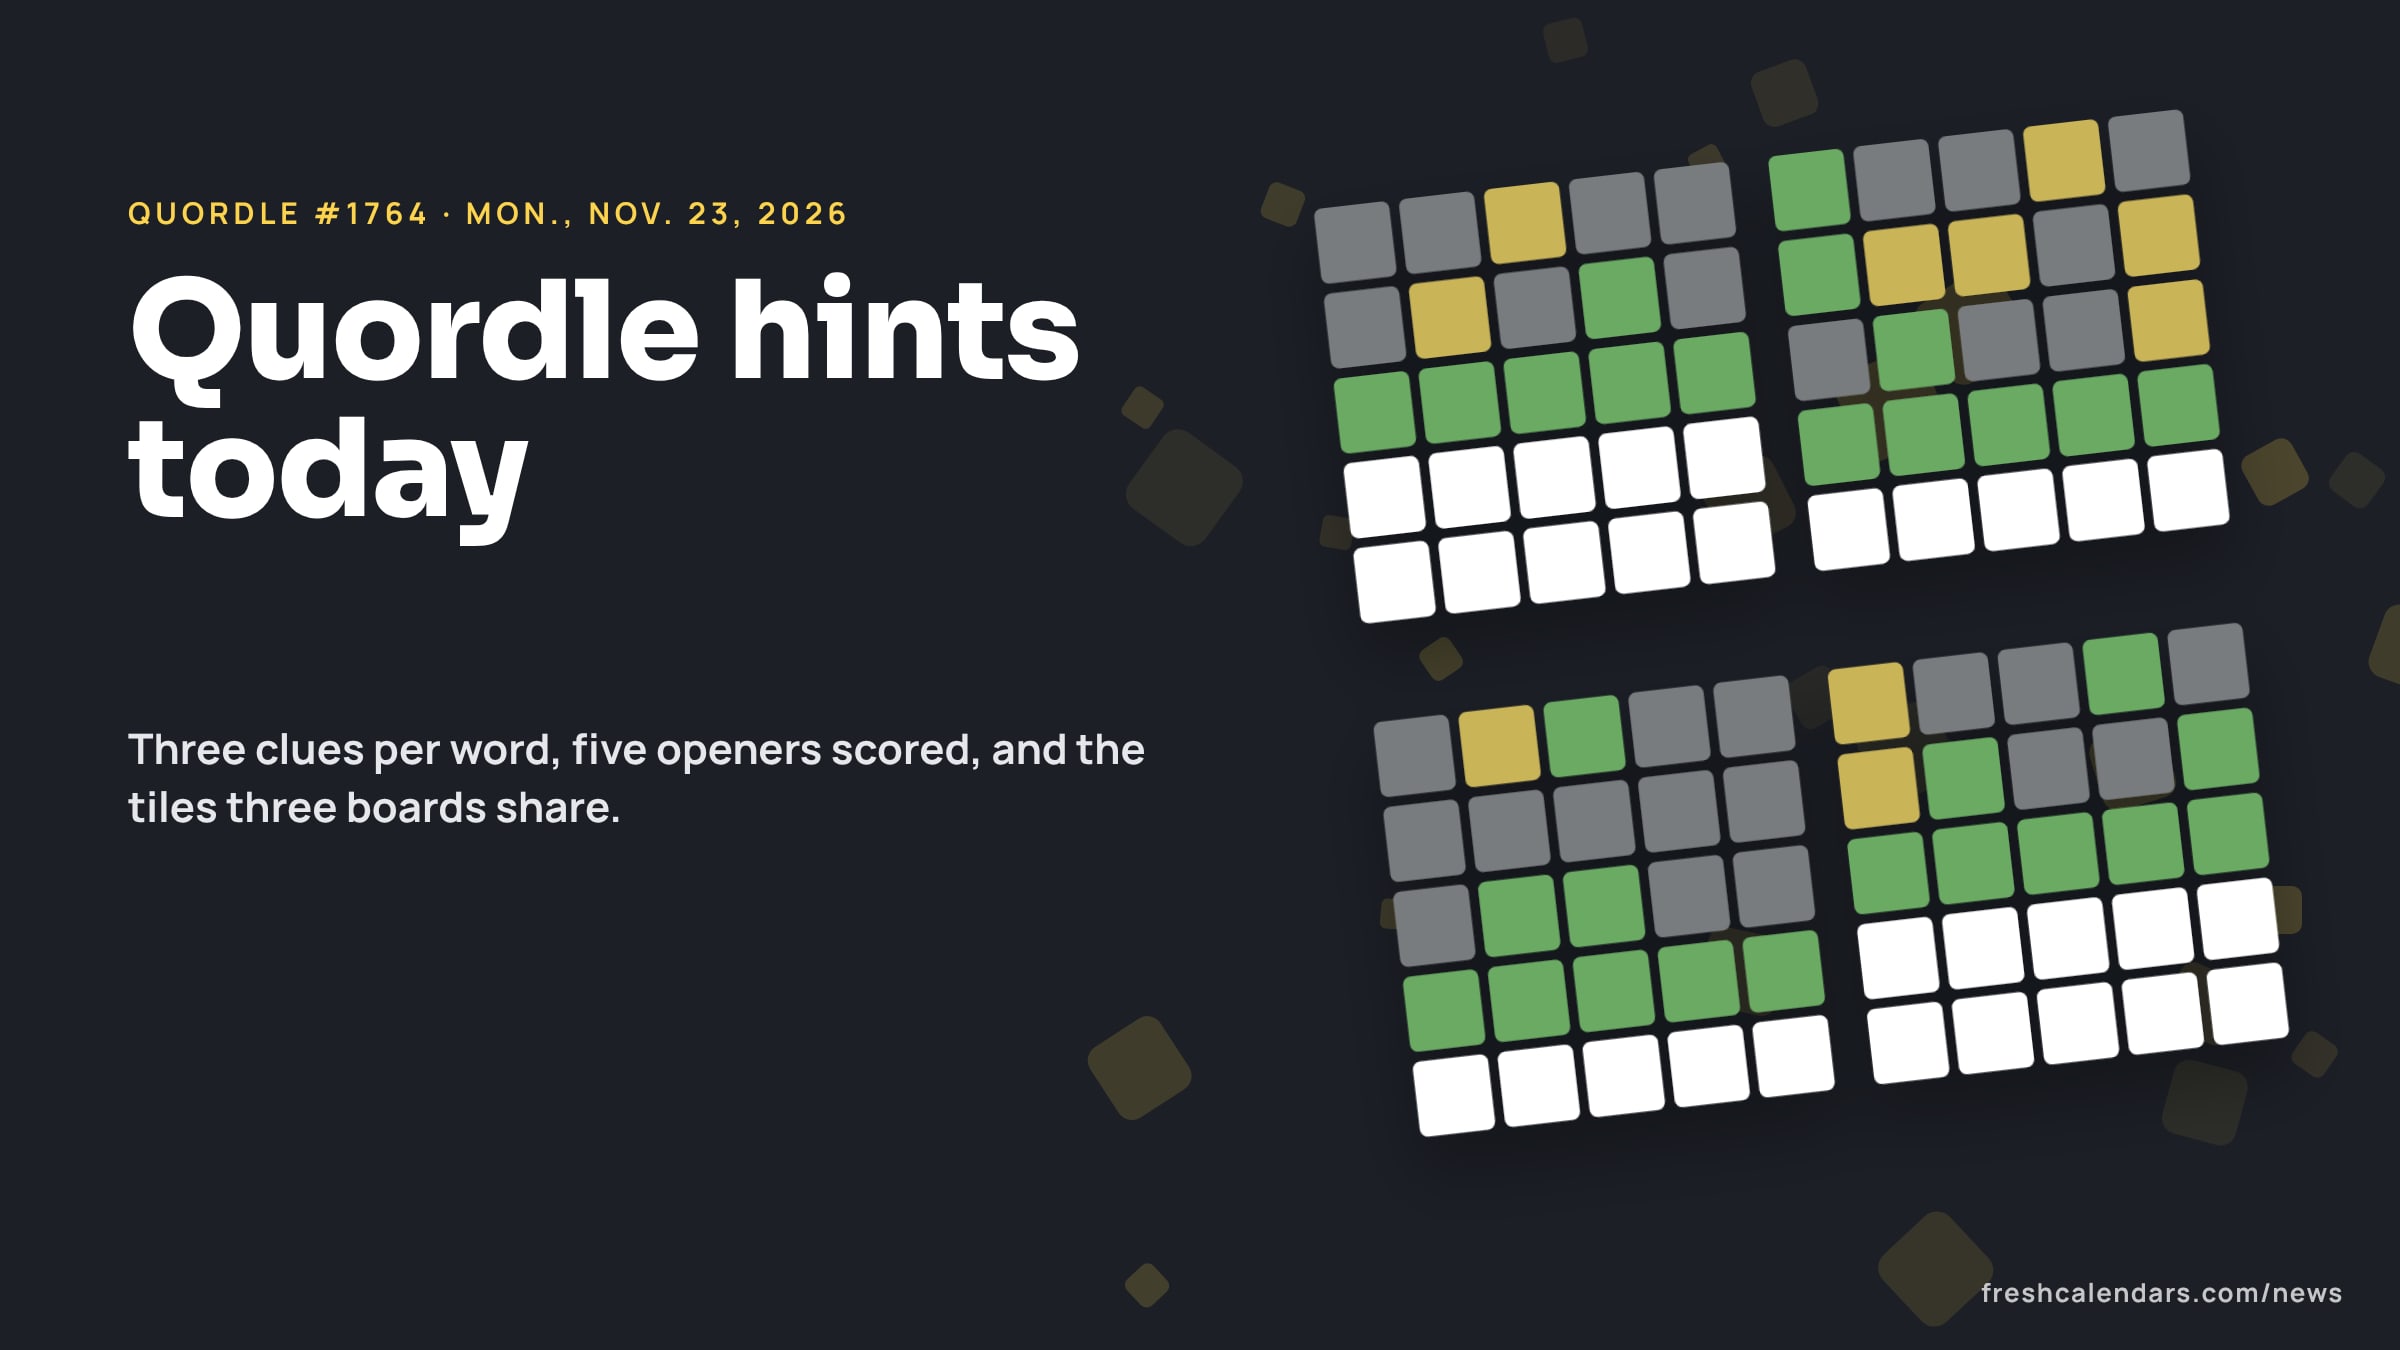 QUORDLE #1764 · MON., NOV. 23, 2026
Quordle hints
today
Three clues per word, five openers scored, and the
tiles three boards share.
freshcalendars.com/news